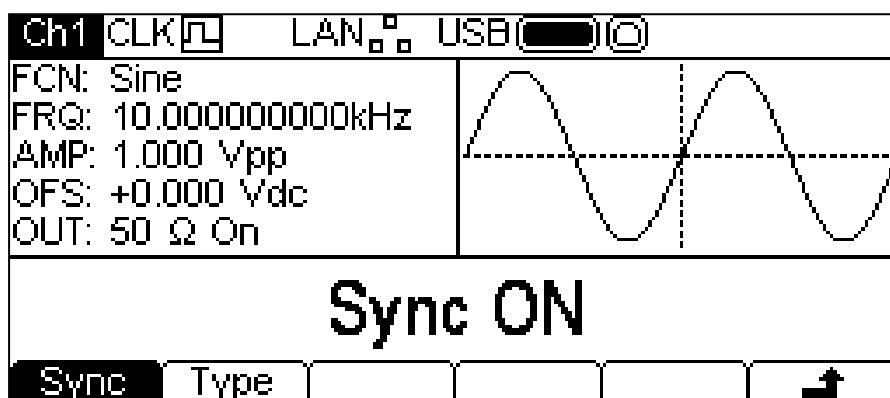 Ch1 CLK LAN USB
FCN: Sine
FRQ: 10.000000000kHz
AMP: 1.000 Vpp
OFS: +0.000 Vdc
OUT: 50 Ω On
Sync ON
Sync Type